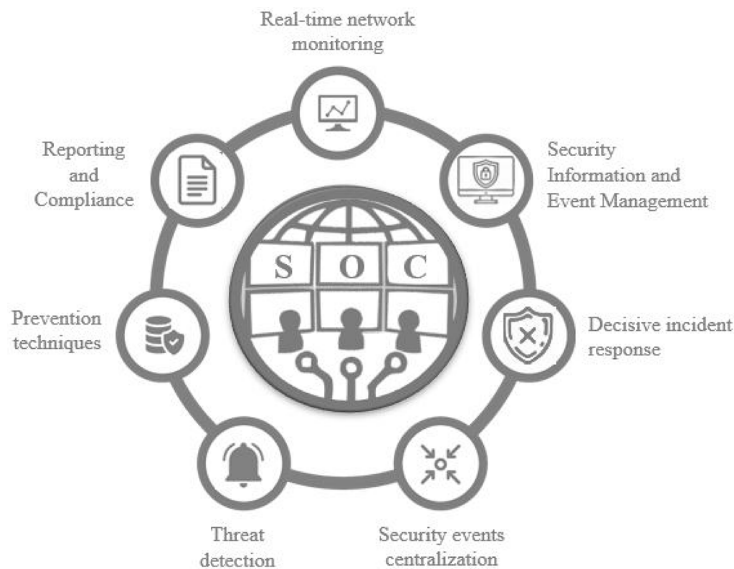 Real-time network
monitoring
Security
Information and
Event Management
Decisive incident
response
Security events
centralization
Threat
detection
Prevention
techniques
Reporting
and
Compliance
S O C